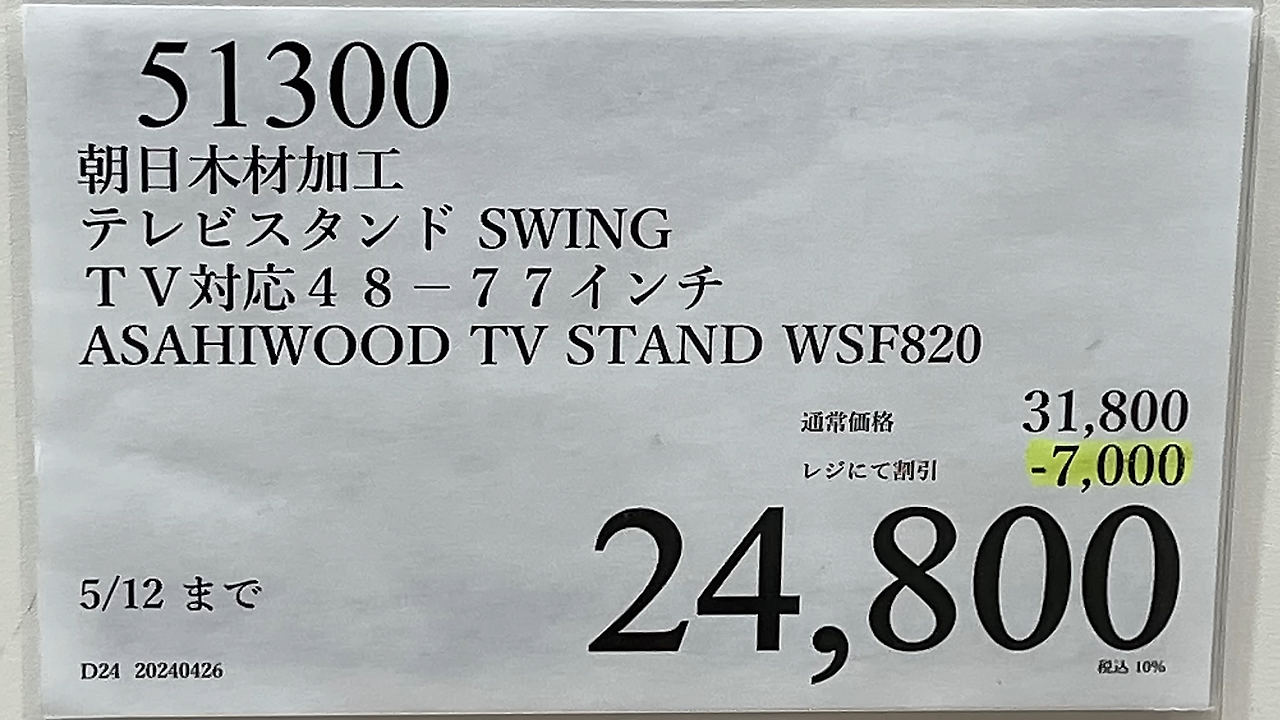 51300
朝日木材加工
テレビスタンド SWING
ＴＶ対応４８－７７インチ
ASAHIWOOD TV STAND WSF820
通常価格 31,800
レジにて割引 -7,000
24,800
5/12 まで
税込 10%
D24 20240426